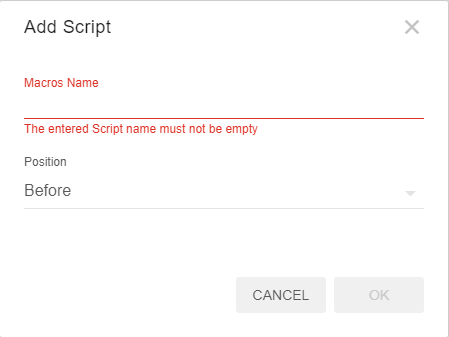 Add Script
Macros Name
The entered Script name must not be empty
Position
Before
CANCEL
OK